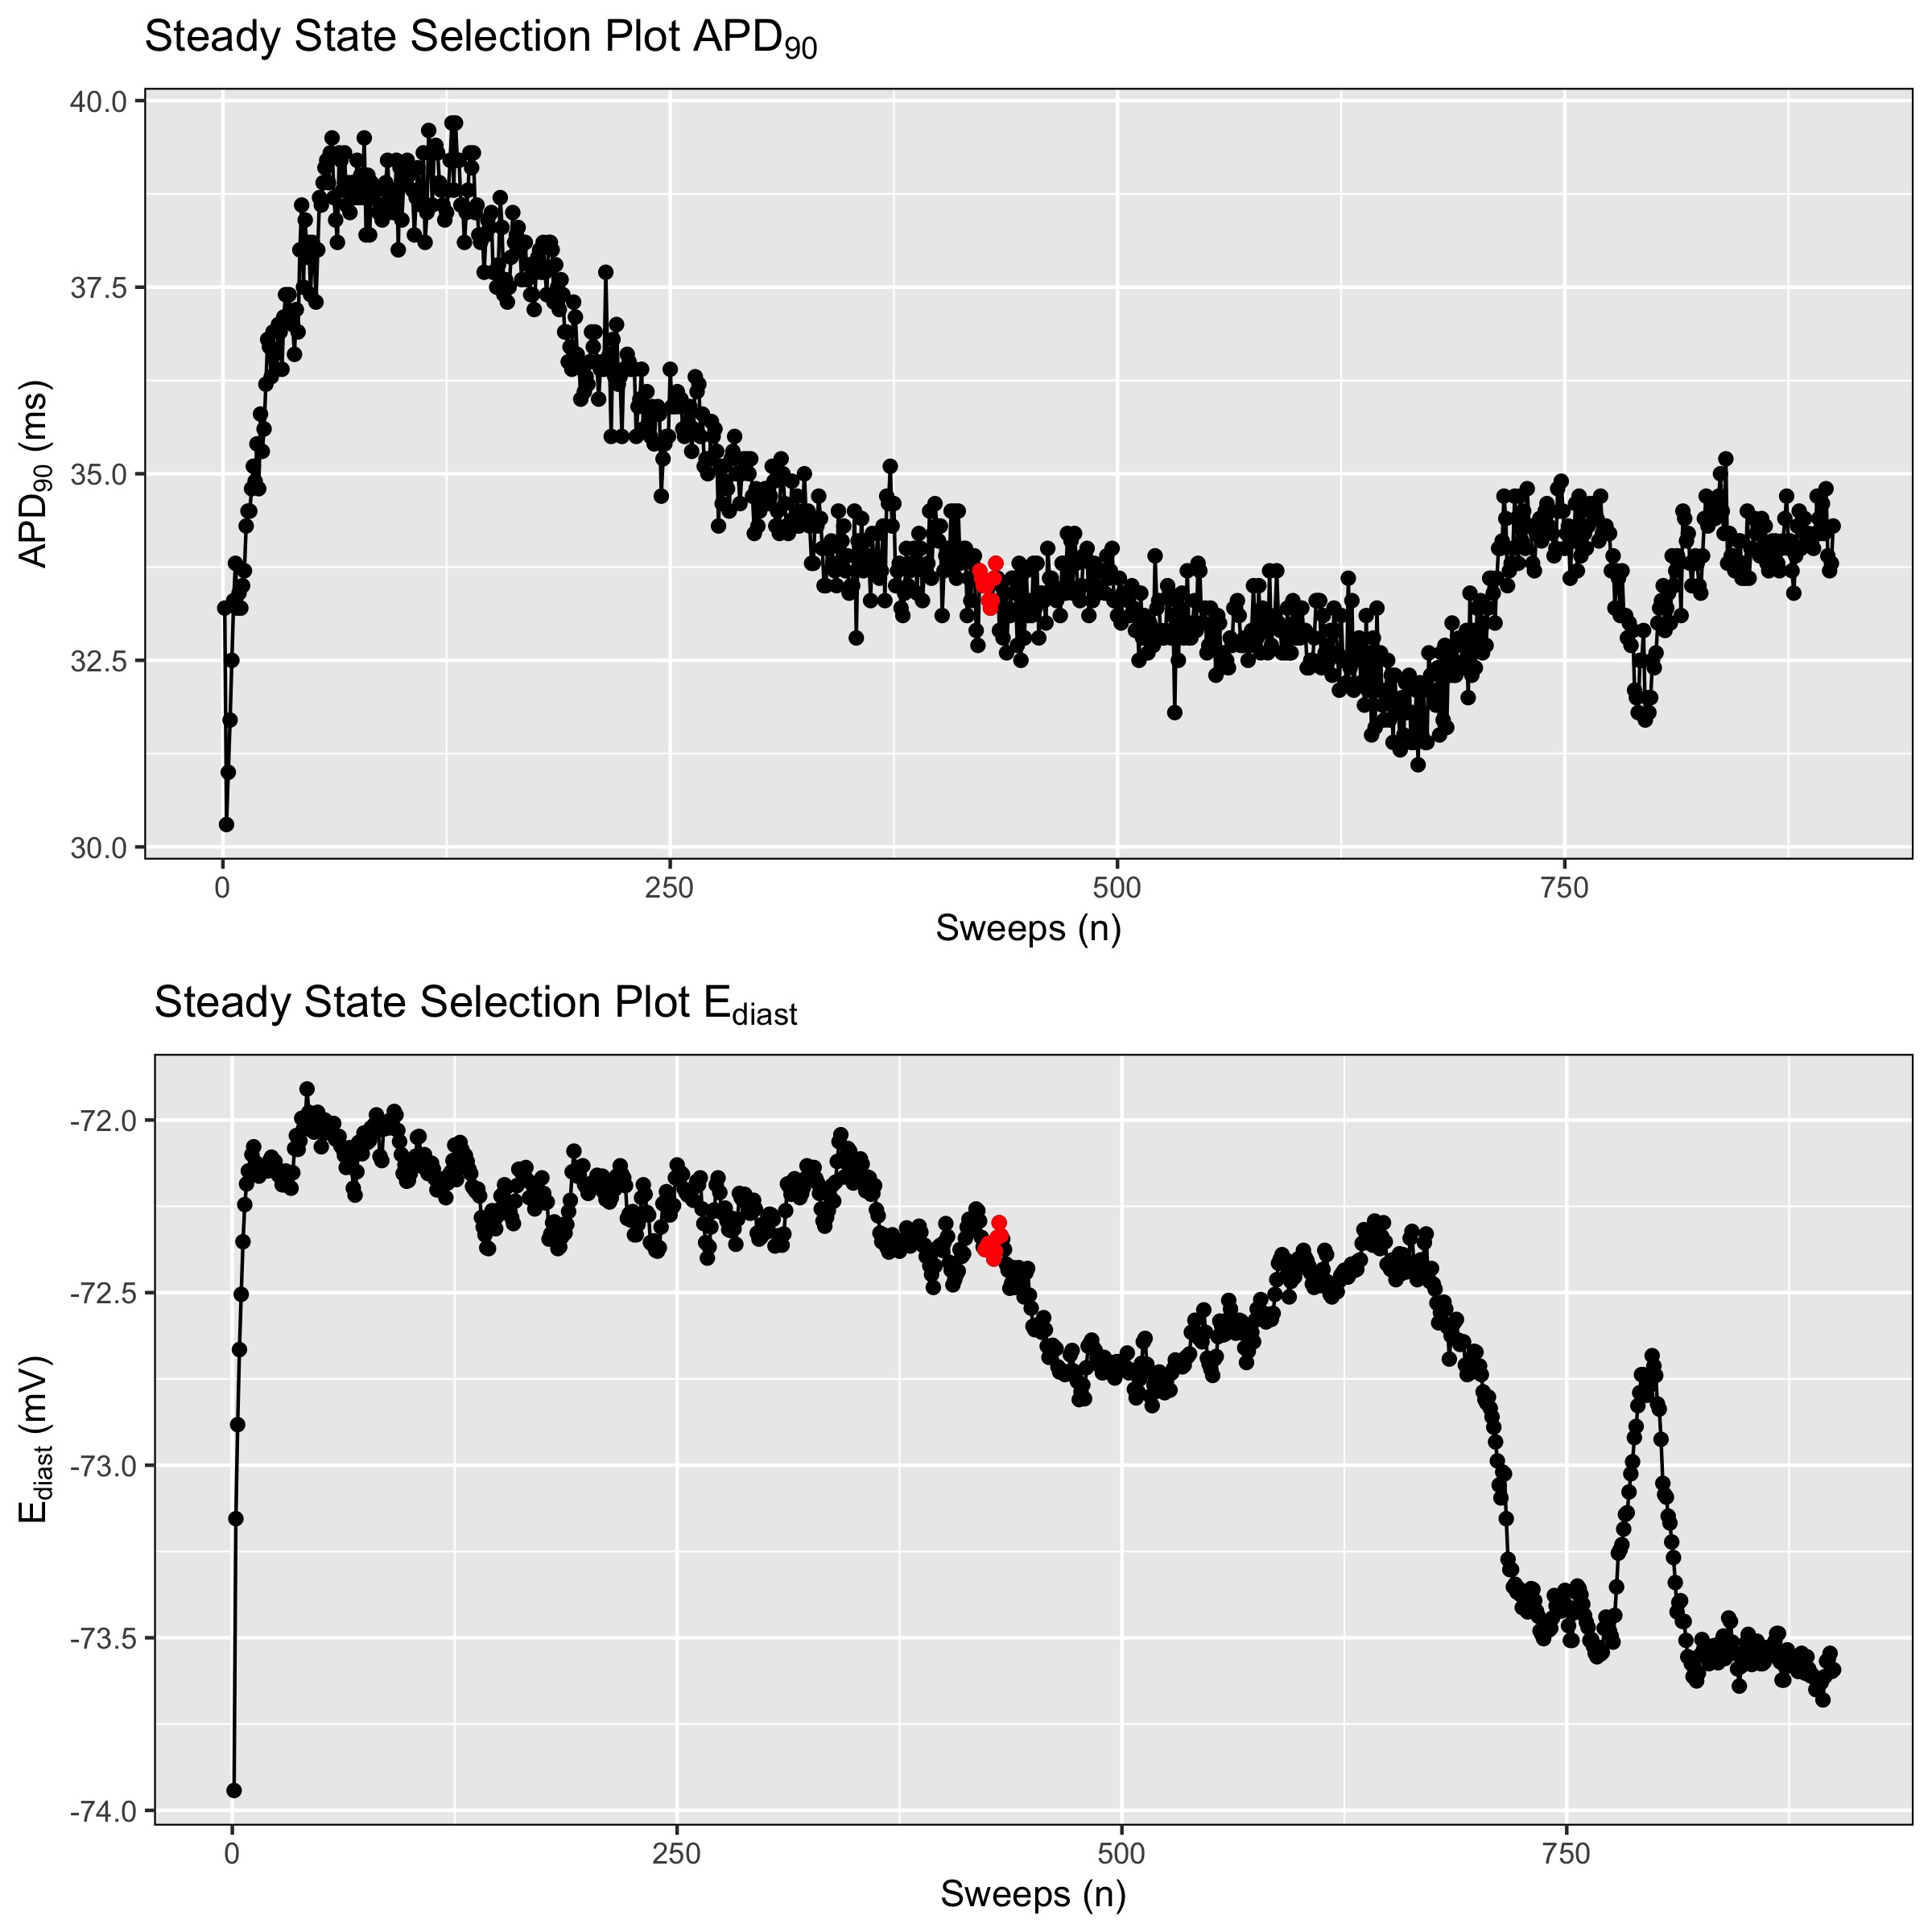 Steady State Selection Plot APD90
40.0
37.5
35.0
32.5
30.0
APD90 (ms)
0 250 500 750
Sweeps (n)
Steady State Selection Plot Ediast
-72.0
-72.5
-73.0
-73.5
-74.0
Ediast (mV)
0 250 500 750
Sweeps (n)